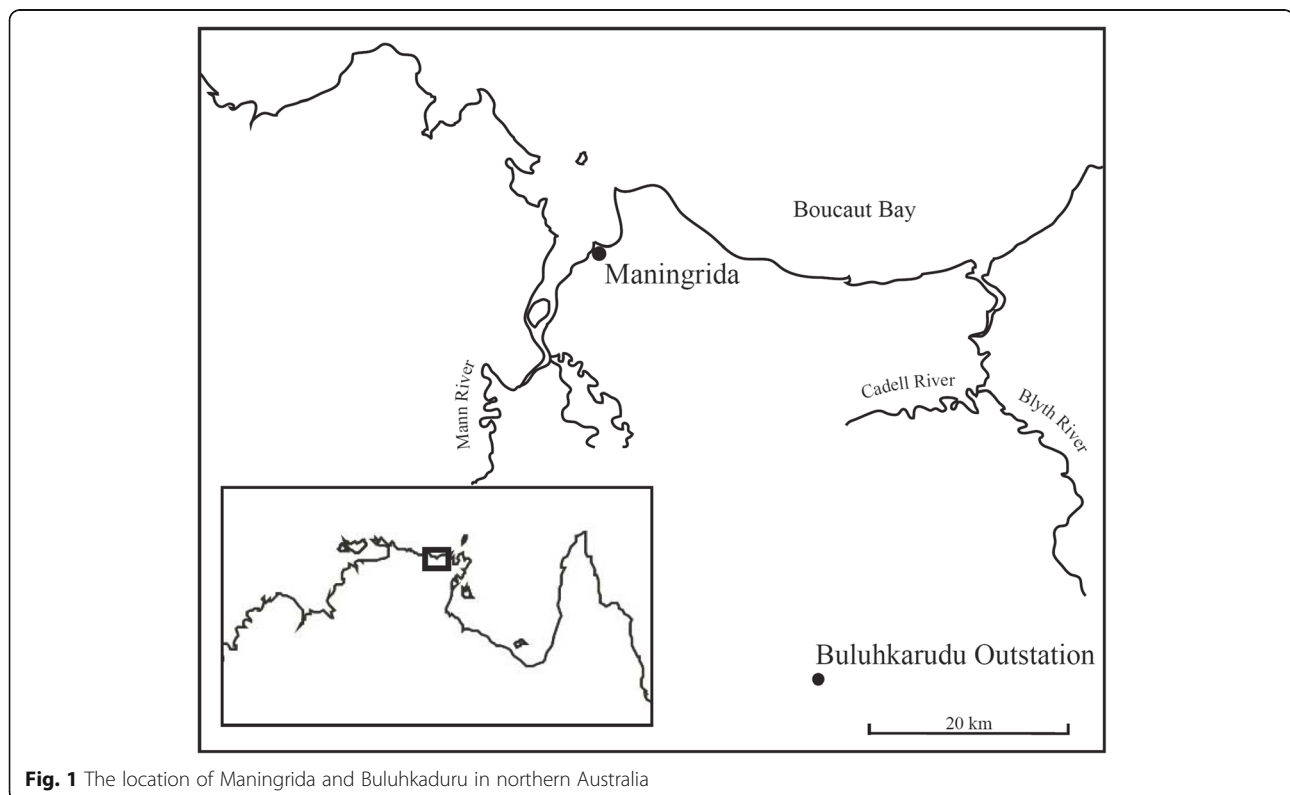 Boucaut Bay
Maningrida
Mann River
Cadell River
Blyth River
Buluhkarudu Outstation
20 km
Fig. 1 The location of Maningrida and Buluhkaduru in northern Australia